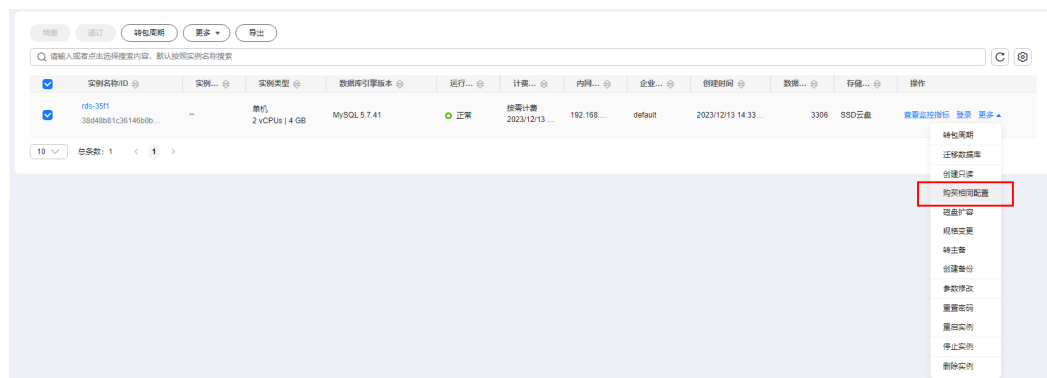 续费 退订 转包周期 更多 导出
请输入或者点击选择搜索内容，默认按照实例名称搜索
实例名称/ID 实例... 实例类型 数据库引擎版本 运行... 计费... 内网... 企业... 创建时间 数据... 存储... 操作
rds-35f1 单机 按需计费
38d48b81c36146b0b... -- 2 vCPUs | 4 GB MySQL 5.7.41 正常 2023/12/13 ... 192.168.... default 2023/12/13 14:33... 3306 SSD云盘 查看监控指标 登录 更多
10 总条数: 1 < 1 >
转包周期
迁移数据库
创建只读
购买相同配置
磁盘扩容
规格变更
转主备
创建备份
参数修改
重置密码
重启实例
停止实例
删除实例